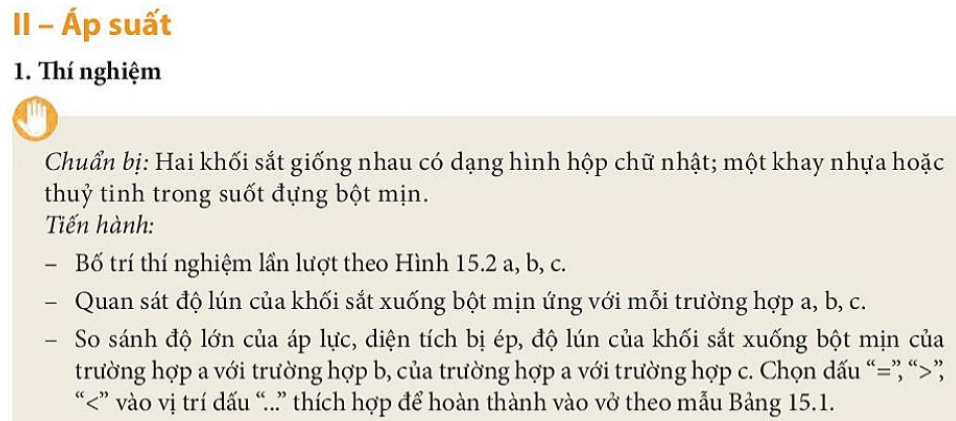 II – Áp suất
1. Thí nghiệm
Chuẩn bị: Hai khối sắt giống nhau có dạng hình hộp chữ nhật; một khay nhựa hoặc
thuỷ tinh trong suốt đựng bột mịn.
Tiến hành:
– Bố trí thí nghiệm lần lượt theo Hình 15.2 a, b, c.
– Quan sát độ lún của khối sắt xuống bột mịn ứng với mỗi trường hợp a, b, c.
– So sánh độ lớn của áp lực, diện tích bị ép, độ lún của khối sắt xuống bột mịn của
trường hợp a với trường hợp b, của trường hợp a với trường hợp c. Chọn dấu “=”, “>”,
“<” vào vị trí dấu “...” thích hợp để hoàn thành vào vở theo mẫu Bảng 15.1.